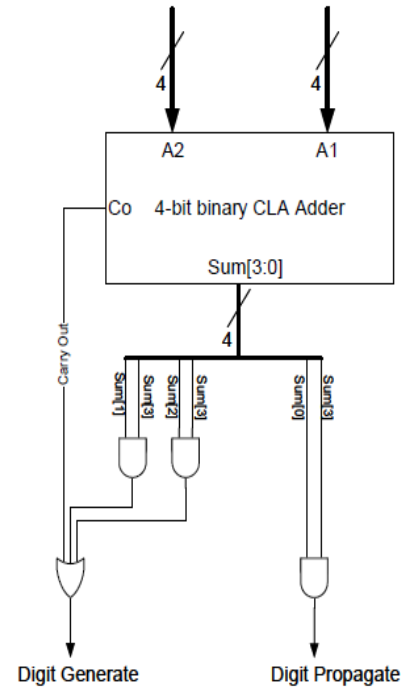 4
4
A2
A1
Co
4-bit binary CLA Adder
Sum[3:0]
4
Carry Out
Sum[1]
Sum[3]
Sum[2]
Sum[3]
Sum[0]
Sum[3]
Digit Generate
Digit Propagate